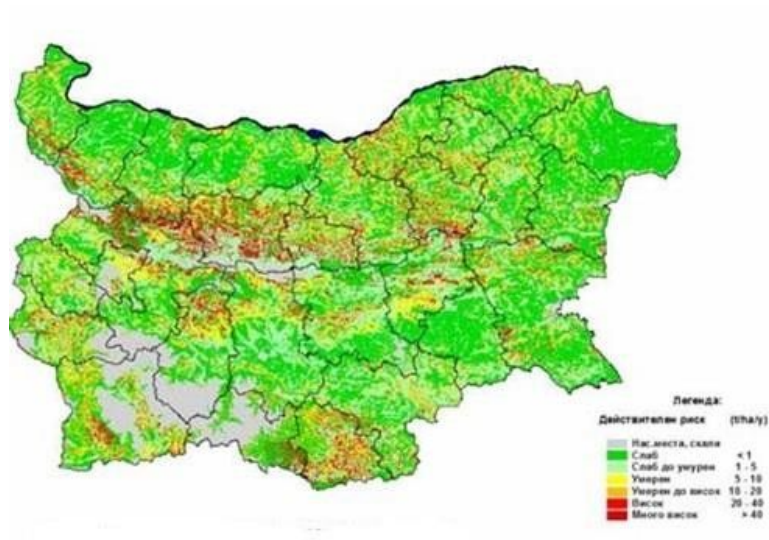 Легенда:
Действителен риск (t/ha/y)
Нас.места, скали
Слаб < 1
Слаб до умерен 1 - 5
Умерен 5 - 10
Умерен до висок 10 - 20
Висок 20 - 40
Много висок > 40